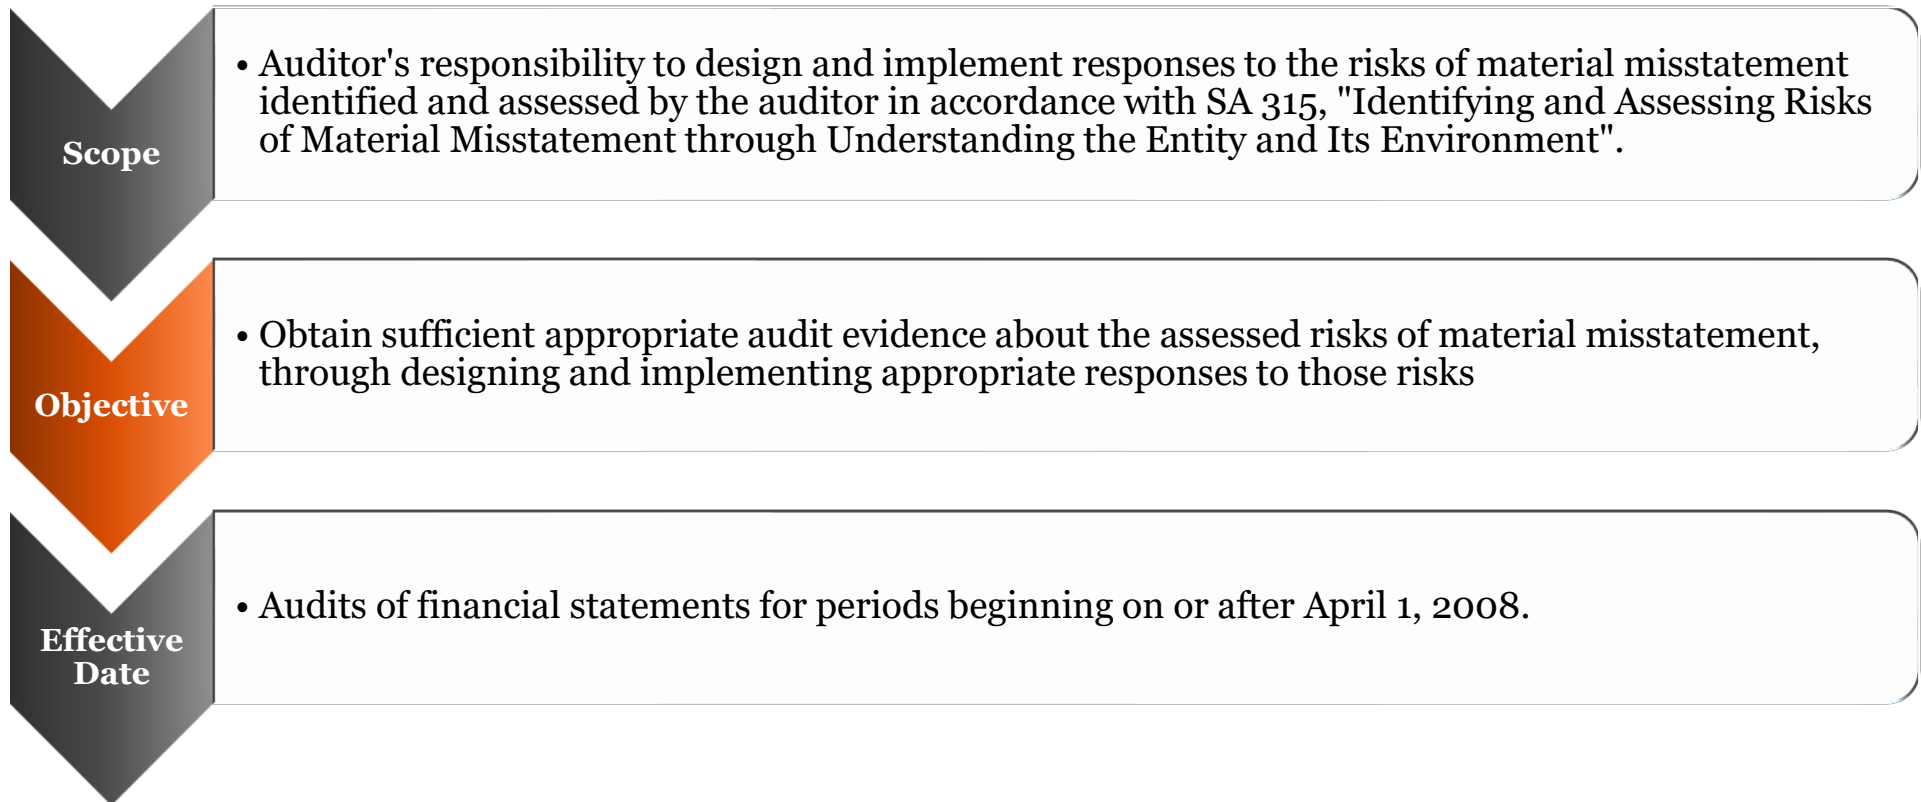 Scope
• Auditor's responsibility to design and implement responses to the risks of material misstatement
identified and assessed by the auditor in accordance with SA 315, "Identifying and Assessing Risks
of Material Misstatement through Understanding the Entity and Its Environment".
Objective
• Obtain sufficient appropriate audit evidence about the assessed risks of material misstatement,
through designing and implementing appropriate responses to those risks
Effective
Date
• Audits of financial statements for periods beginning on or after April 1, 2008.